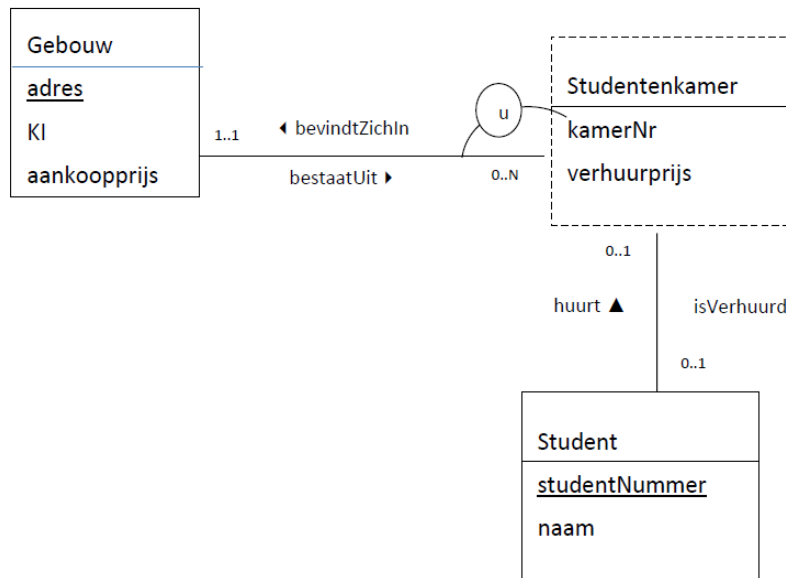 Gebouw
adres
KI
aankoopprijs
1..1
◄ bevindtZichIn
bestaatUit ►
0..N
u
Studentenkamer
kamerNr
verhuurprijs
0..1
huurt ▲
isVerhuurd
0..1
Student
studentNummer
naam